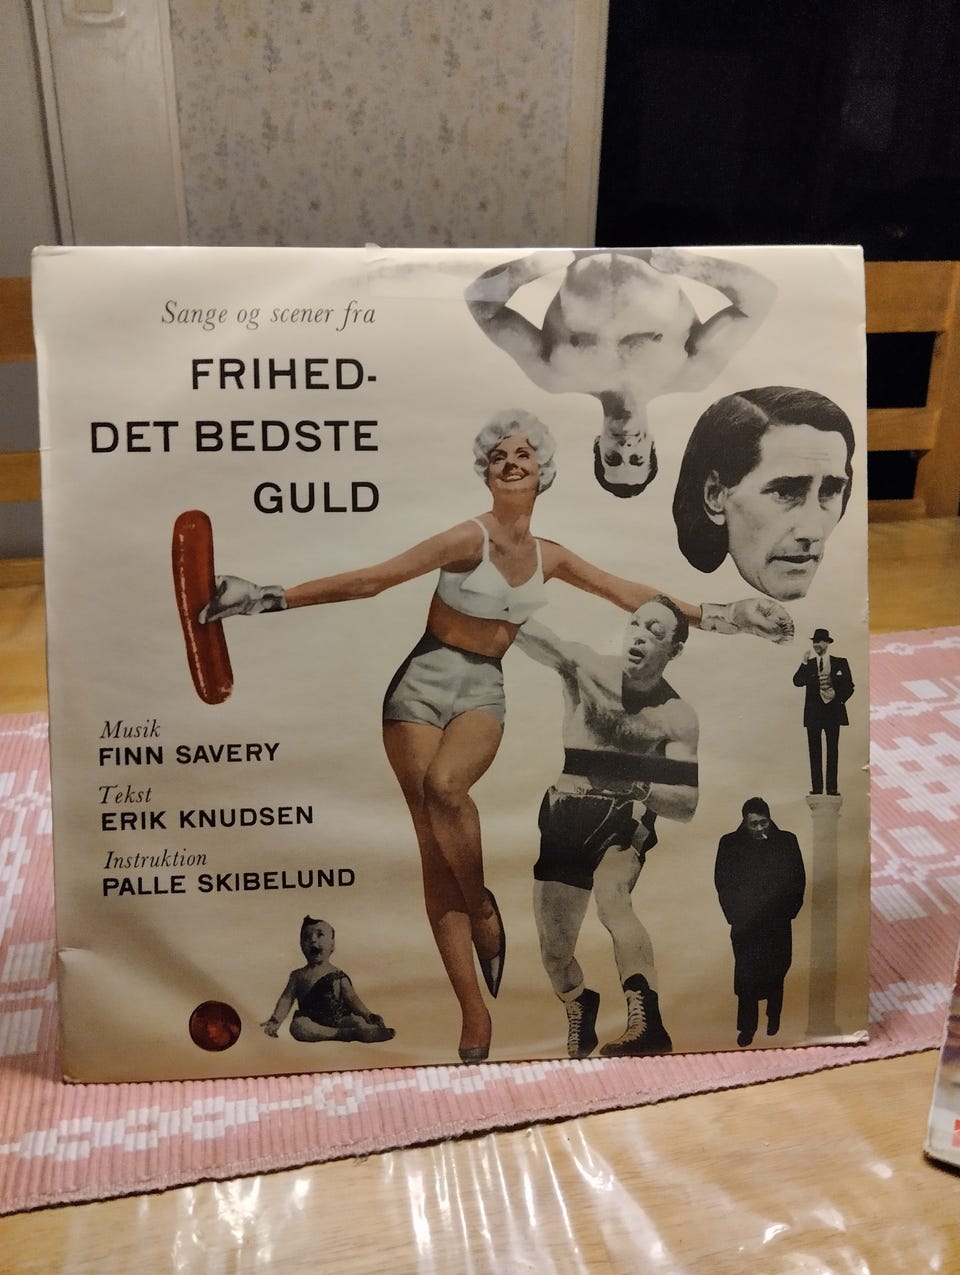 Sange og scener fra
FRIHED-
DET BEDSTE
GULD
Musik
FINN SAVERY
Tekst
ERIK KNUDSEN
Instruktion
PALLE SKIBELUND